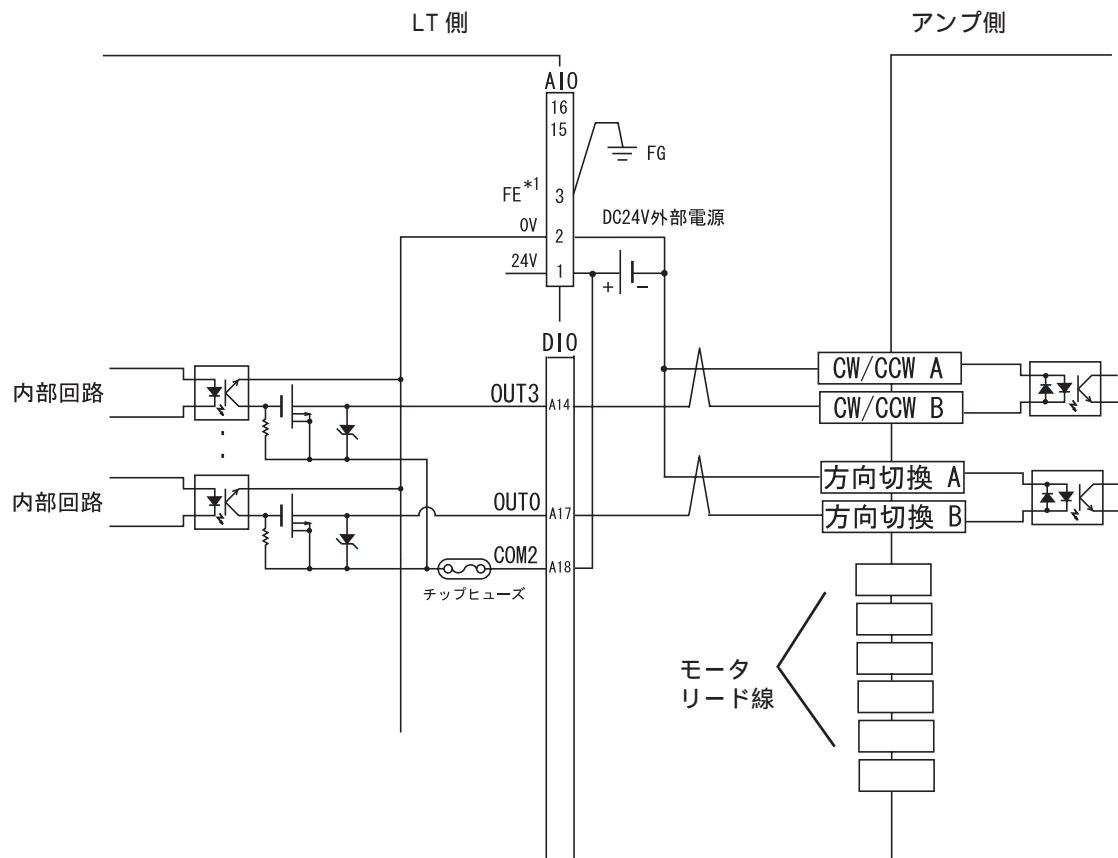 LT 側
アンプ側
AIO
16
15
FG
FE*1
3
DC24V外部電源
0V
2
24V
1
+ −
DIO
CW/CCW A
内部回路
OUT3
A14
CW/CCW B
方向切換 A
内部回路
OUT0
A17
方向切換 B
COM2
A18
チップヒューズ
モータ
リード線